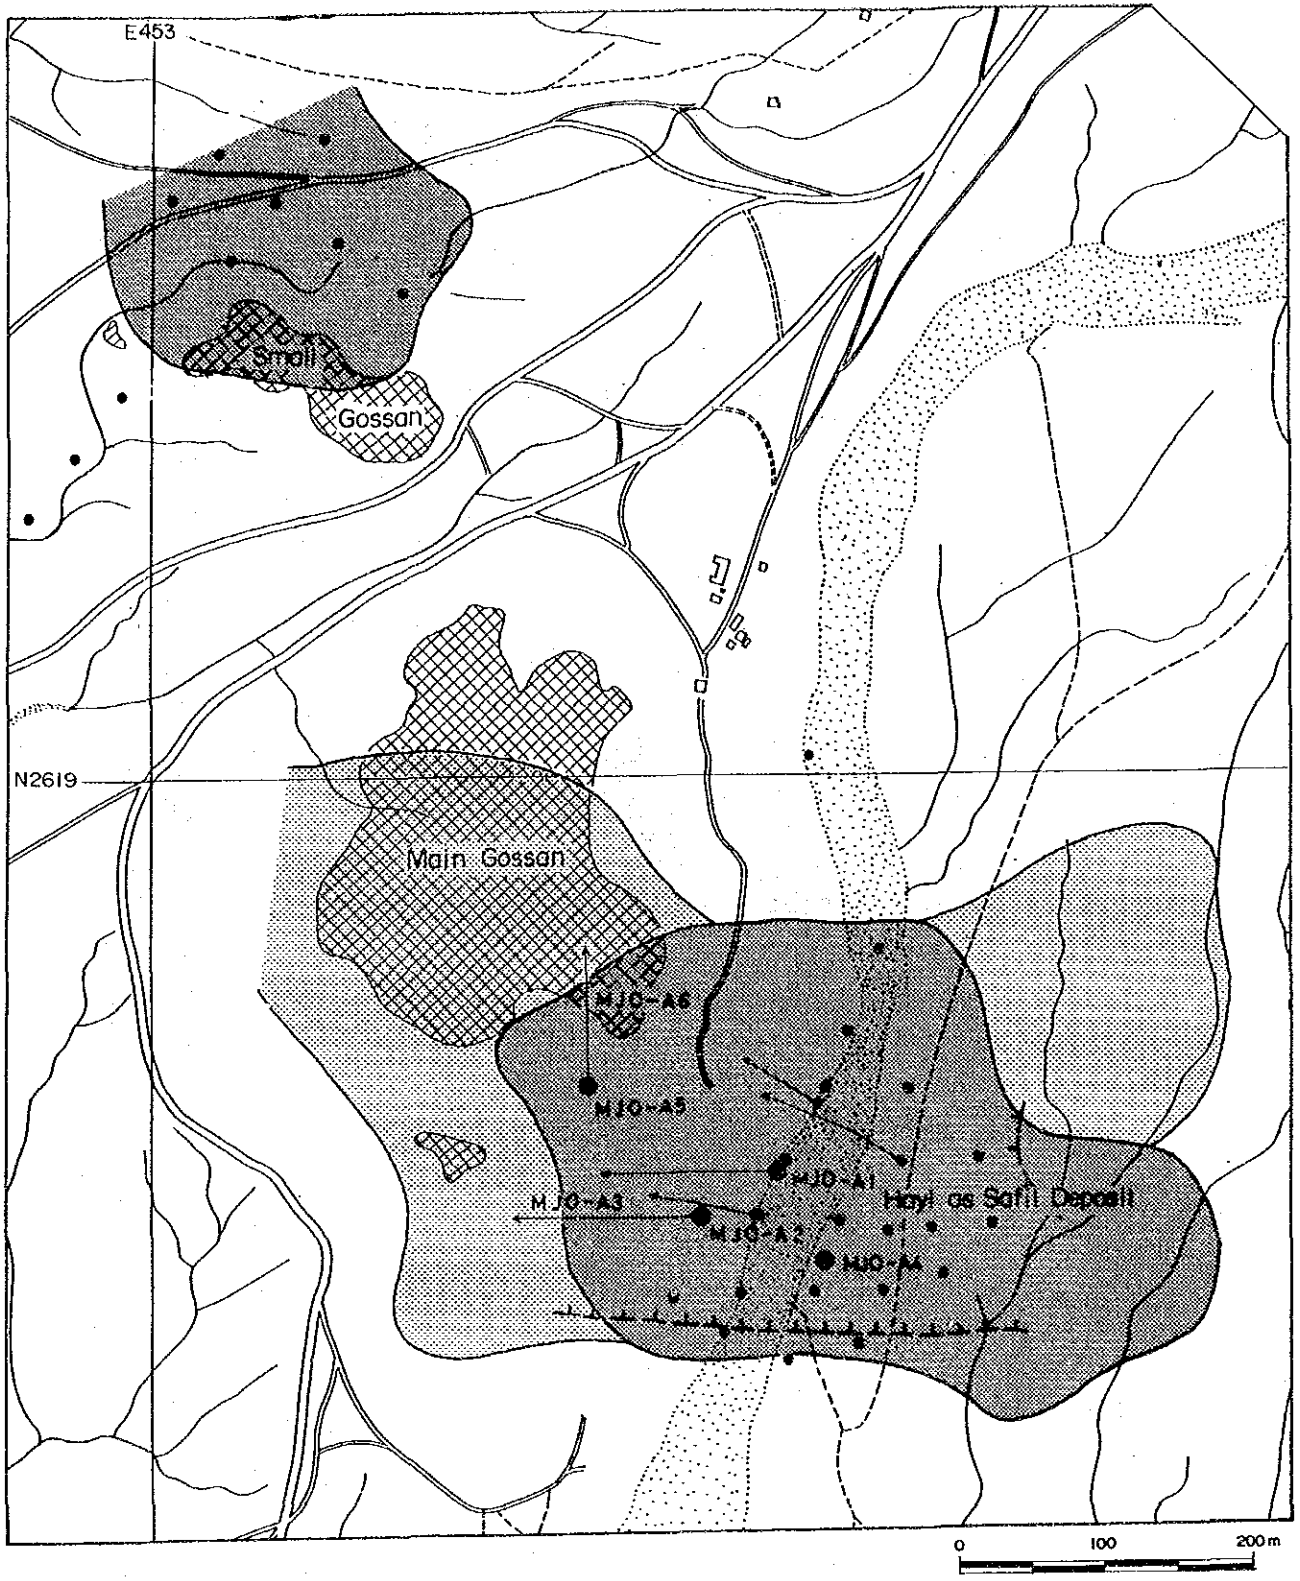 E453
Small
Gossan
N2619
Main Gossan
MJO-A6
MJO-A5
MJO-A1
Hayl as Safil Deposit
MJO-A3
MJO-A2
MJO-A4
0 100 200m